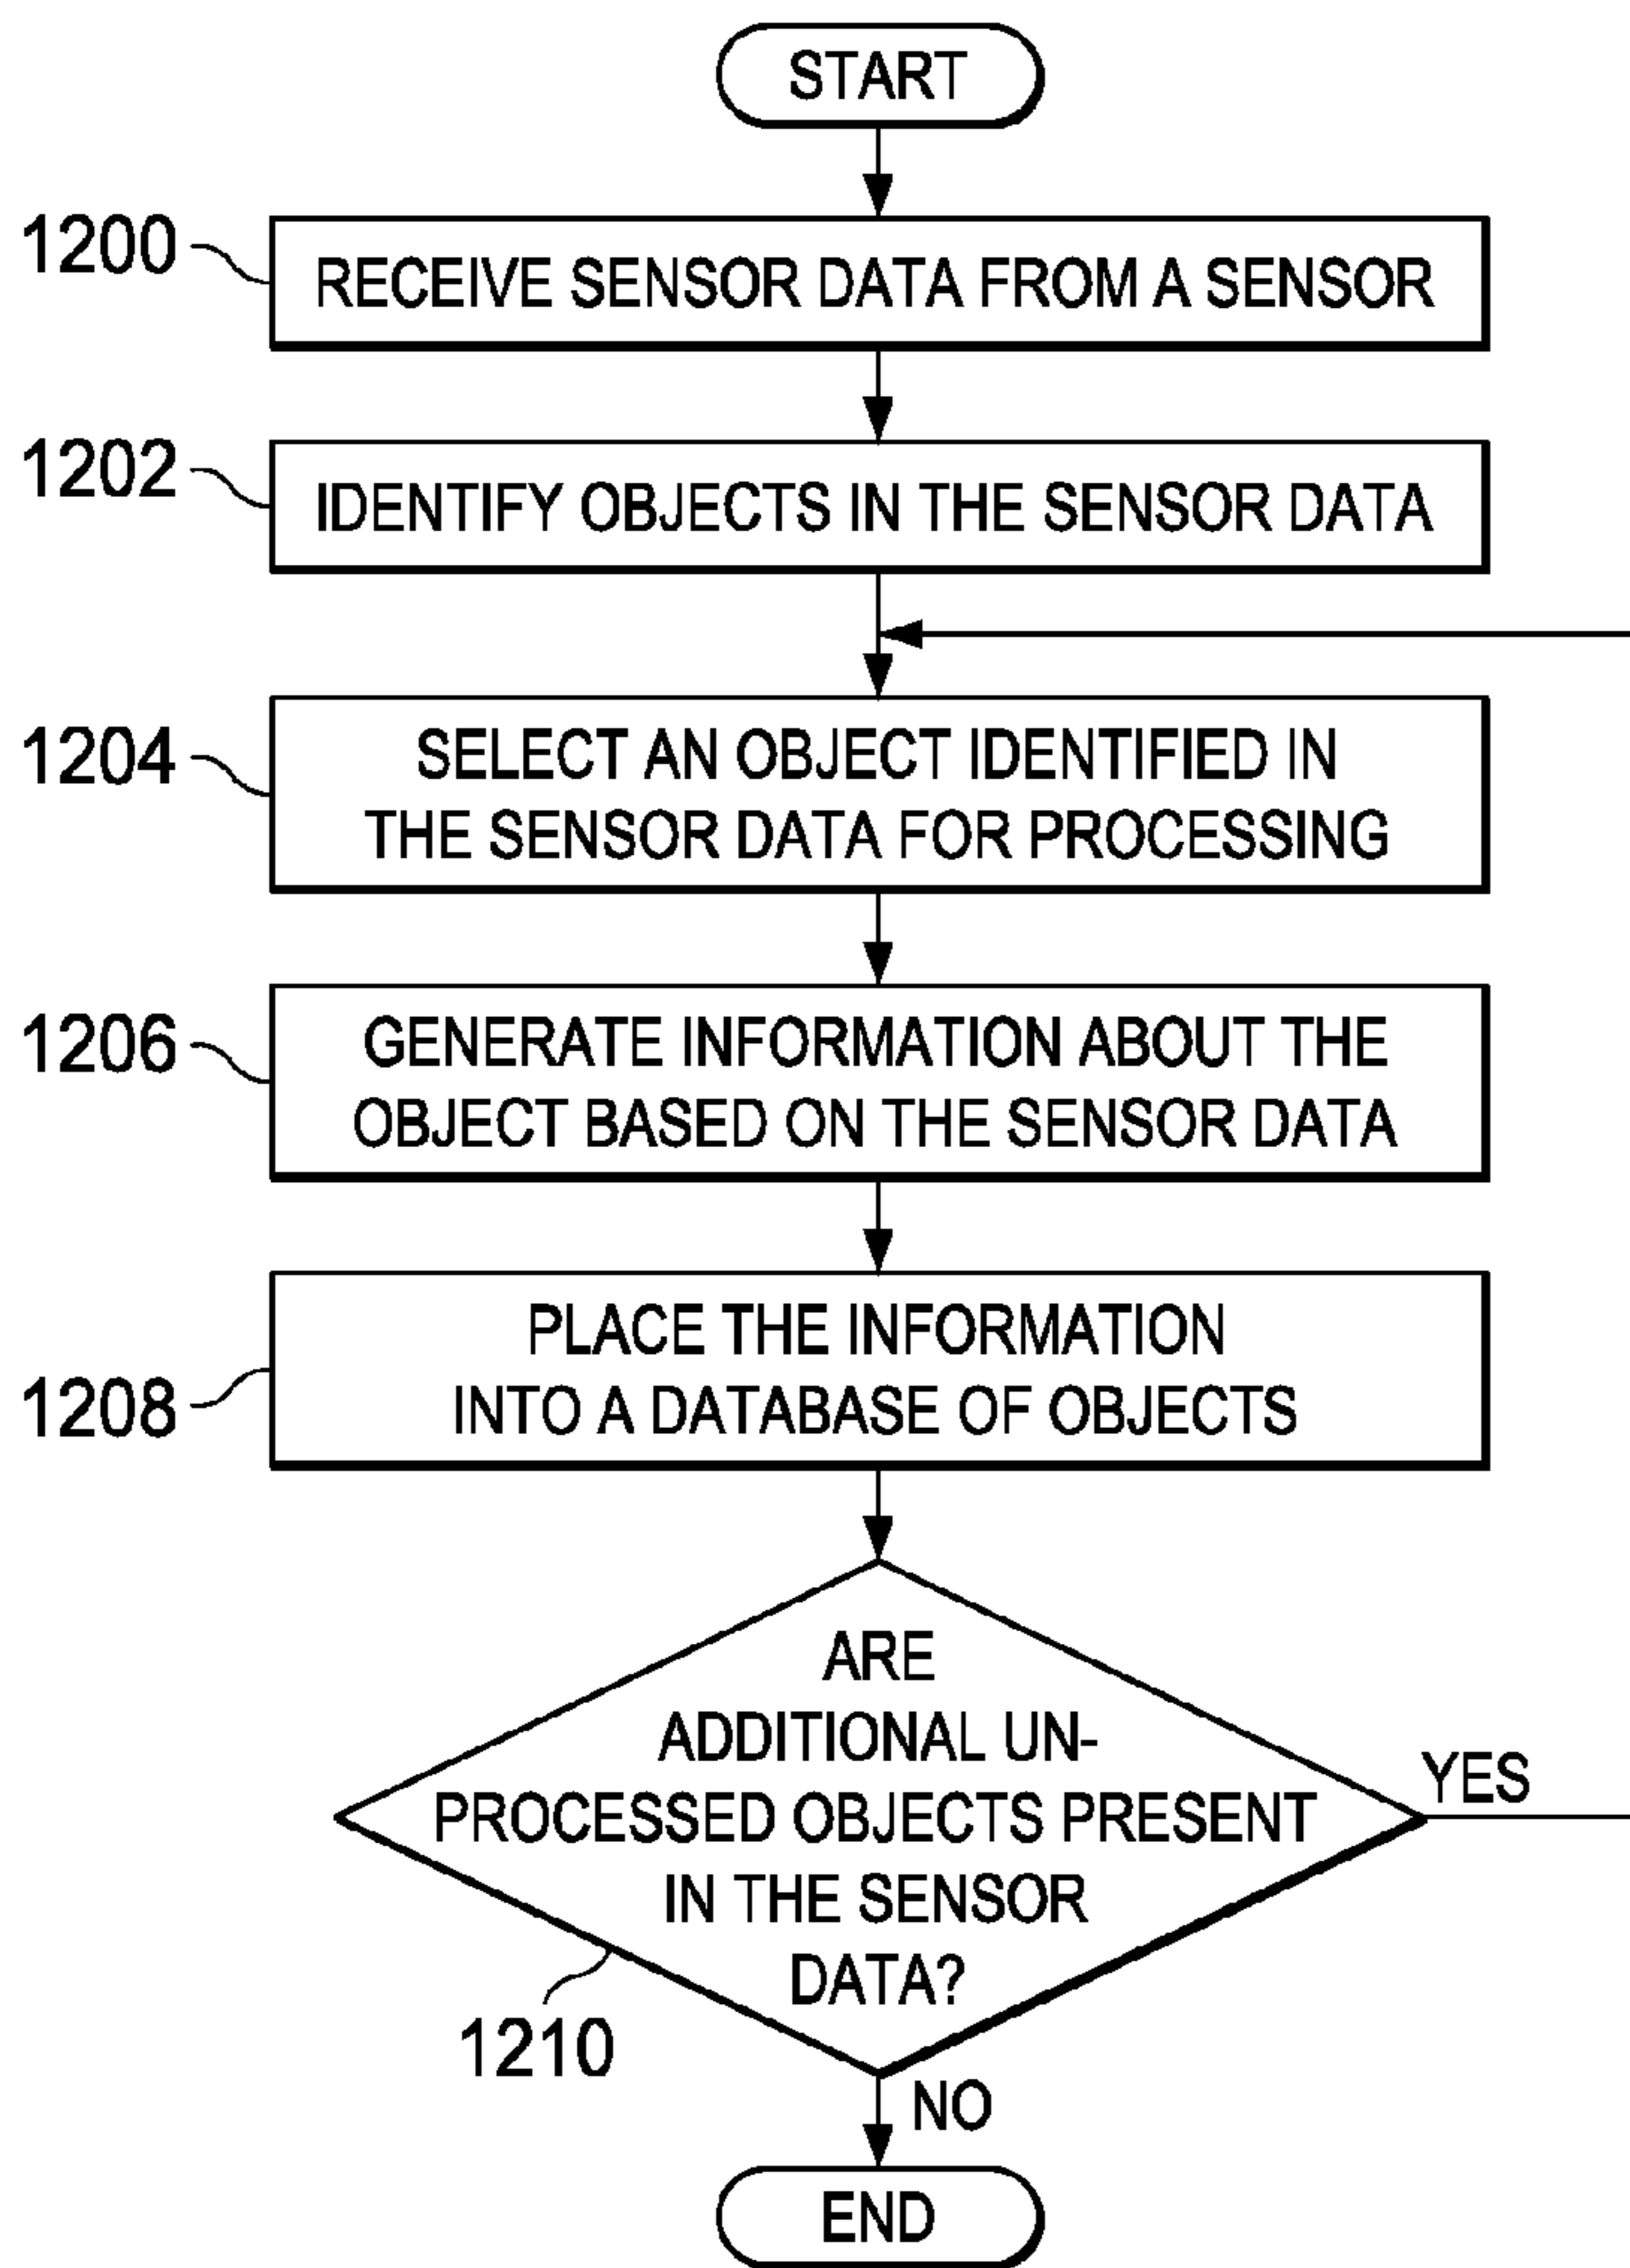 START
1200
RECEIVE SENSOR DATA FROM A SENSOR
1202
IDENTIFY OBJECTS IN THE SENSOR DATA
1204
SELECT AN OBJECT IDENTIFIED IN
THE SENSOR DATA FOR PROCESSING
1206
GENERATE INFORMATION ABOUT THE
OBJECT BASED ON THE SENSOR DATA
1208
PLACE THE INFORMATION
INTO A DATABASE OF OBJECTS
ARE
ADDITIONAL UN-
PROCESSED OBJECTS PRESENT
IN THE SENSOR
DATA?
YES
1210
NO
END